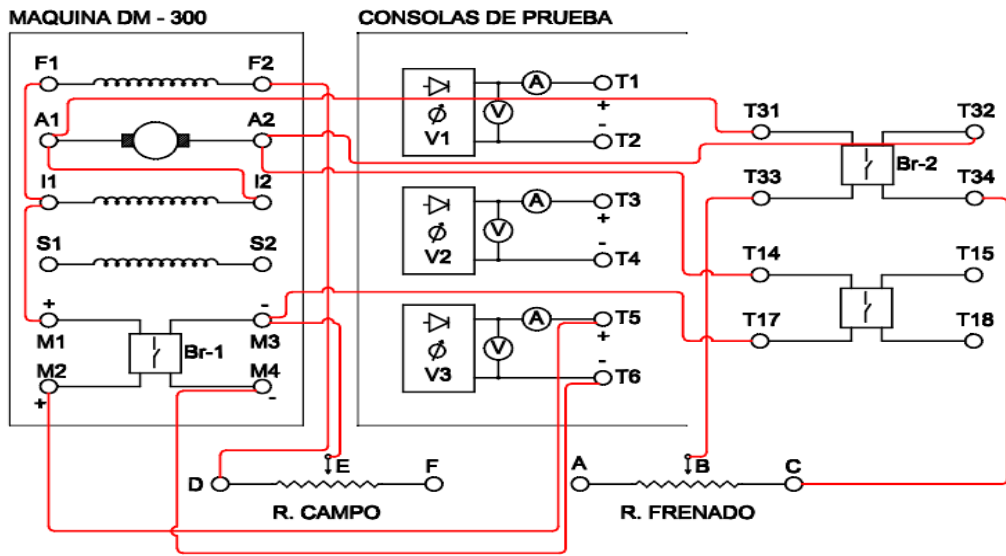 MAQUINA DM - 300
CONSOLAS DE PRUEBA
F1 F2 A T1
+
A1 A2 V T31 T32
V1 - T2
Br-2
I1 I2 T33 T34
A T3
+
V
S1 S2 V2 - T4 T14 T15
+ - A T5
M1 M3 + T17 T18
Br-1 V
M2 M4 V3 - T6
+ -
D E F A B C
R. CAMPO R. FRENADO